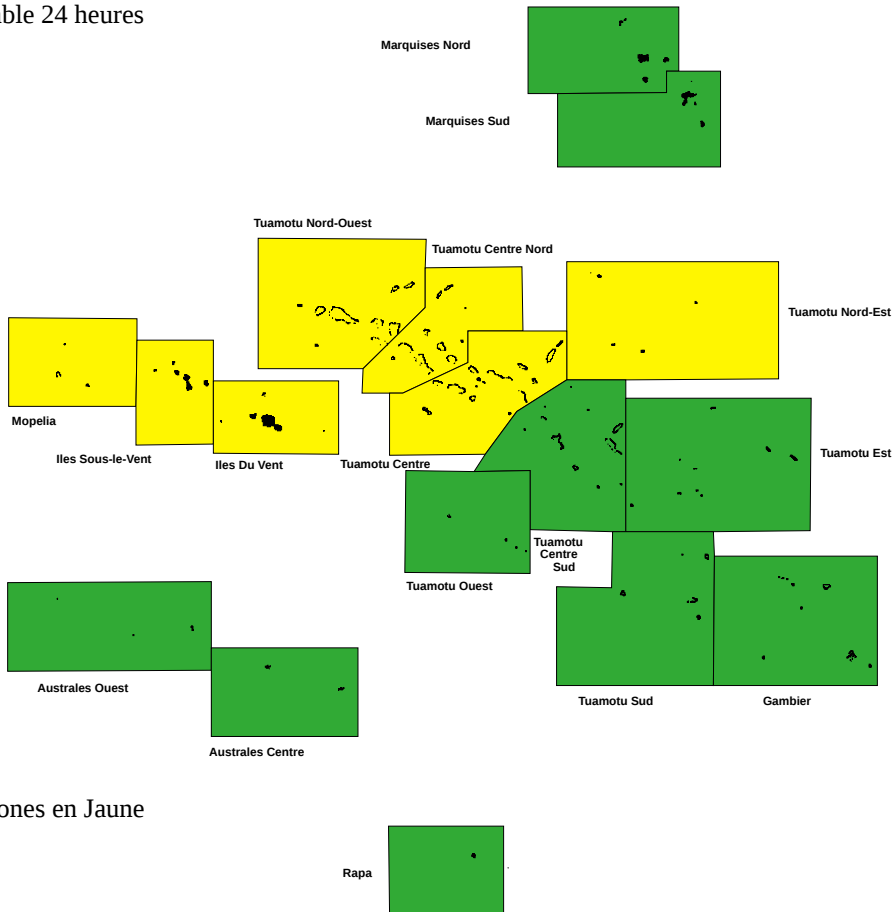 24 heures
Marquises Nord
Marquises Sud
Tuamotu Nord-Ouest
Tuamotu Centre Nord
Tuamotu Nord-Est
Mopelia
Iles Sous-le-Vent
Iles Du Vent
Tuamotu Centre
Tuamotu Est
Tuamotu
Centre
Sud
Tuamotu Ouest
Australes Ouest
Tuamotu Sud
Gambier
Australes Centre
en Jaune
Rapa